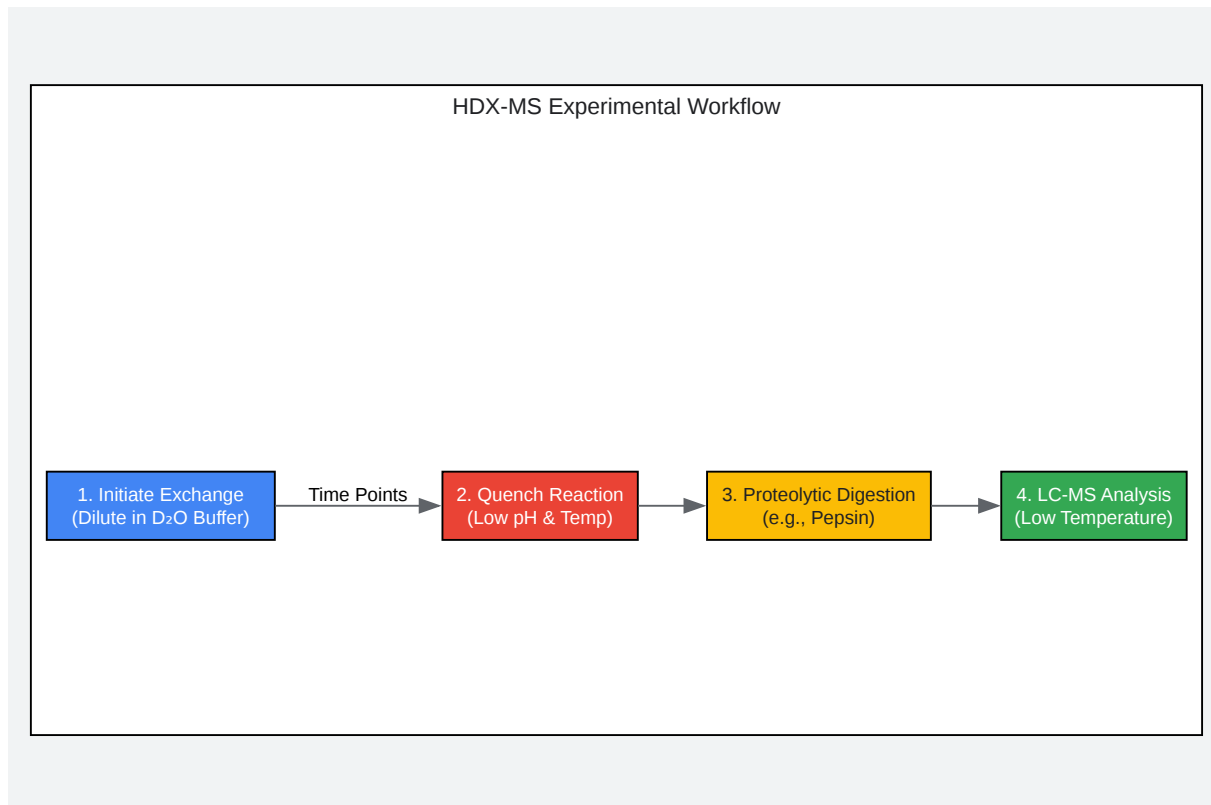 HDX-MS Experimental Workflow
1. Initiate Exchange
(Dilute in D₂O Buffer)
Time Points
2. Quench Reaction
(Low pH & Temp)
3. Proteolytic Digestion
(e.g., Pepsin)
4. LC-MS Analysis
(Low Temperature)